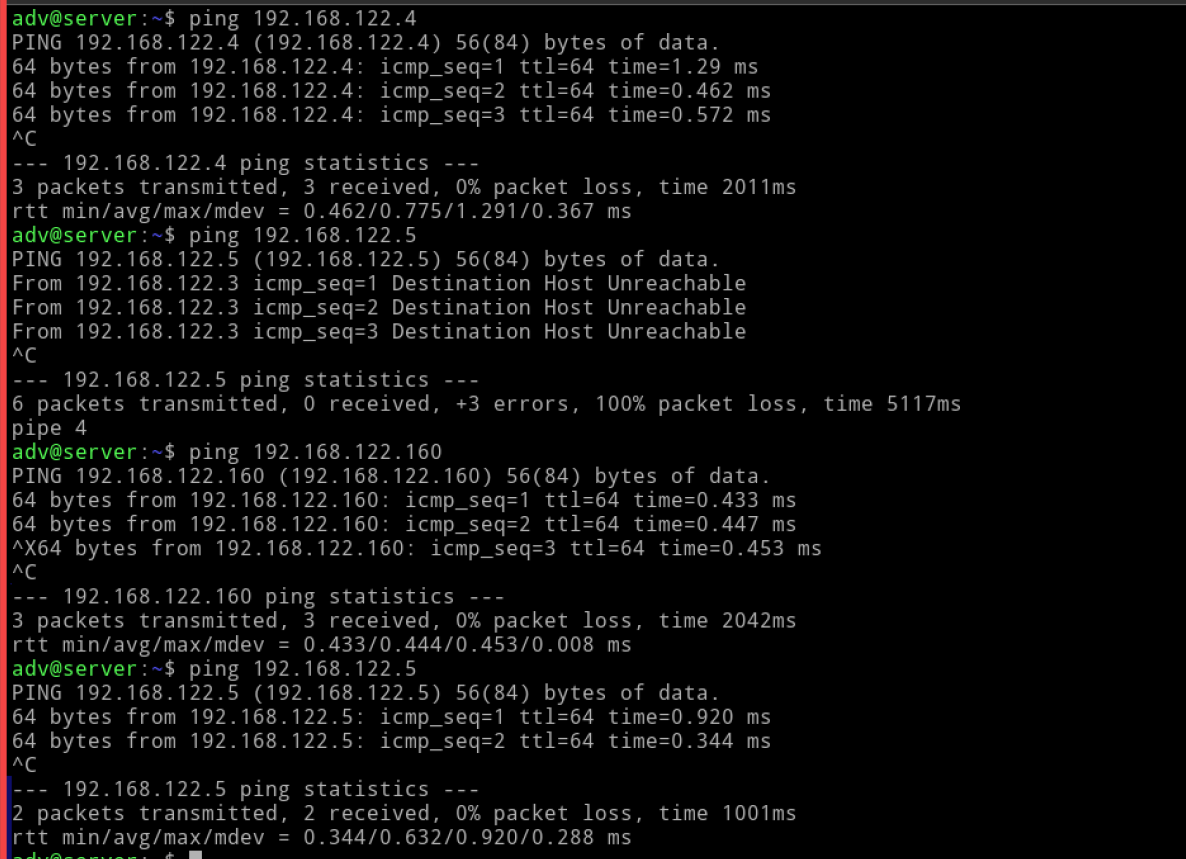 adv@server:~$ ping 192.168.122.4
PING 192.168.122.4 (192.168.122.4) 56(84) bytes of data.
64 bytes from 192.168.122.4: icmp_seq=1 ttl=64 time=1.29 ms
64 bytes from 192.168.122.4: icmp_seq=2 ttl=64 time=0.462 ms
64 bytes from 192.168.122.4: icmp_seq=3 ttl=64 time=0.572 ms
^C
--- 192.168.122.4 ping statistics ---
3 packets transmitted, 3 received, 0% packet loss, time 2011ms
rtt min/avg/max/mdev = 0.462/0.775/1.291/0.367 ms
adv@server:~$ ping 192.168.122.5
PING 192.168.122.5 (192.168.122.5) 56(84) bytes of data.
From 192.168.122.3 icmp_seq=1 Destination Host Unreachable
From 192.168.122.3 icmp_seq=2 Destination Host Unreachable
From 192.168.122.3 icmp_seq=3 Destination Host Unreachable
^C
--- 192.168.122.5 ping statistics ---
6 packets transmitted, 0 received, +3 errors, 100% packet loss, time 5117ms
pipe 4
adv@server:~$ ping 192.168.122.160
PING 192.168.122.160 (192.168.122.160) 56(84) bytes of data.
64 bytes from 192.168.122.160: icmp_seq=1 ttl=64 time=0.433 ms
64 bytes from 192.168.122.160: icmp_seq=2 ttl=64 time=0.447 ms
^X64 bytes from 192.168.122.160: icmp_seq=3 ttl=64 time=0.453 ms
^C
--- 192.168.122.160 ping statistics ---
3 packets transmitted, 3 received, 0% packet loss, time 2042ms
rtt min/avg/max/mdev = 0.433/0.444/0.453/0.008 ms
adv@server:~$ ping 192.168.122.5
PING 192.168.122.5 (192.168.122.5) 56(84) bytes of data.
64 bytes from 192.168.122.5: icmp_seq=1 ttl=64 time=0.920 ms
64 bytes from 192.168.122.5: icmp_seq=2 ttl=64 time=0.344 ms
^C
--- 192.168.122.5 ping statistics ---
2 packets transmitted, 2 received, 0% packet loss, time 1001ms
rtt min/avg/max/mdev = 0.344/0.632/0.920/0.288 ms
adv@server:~$